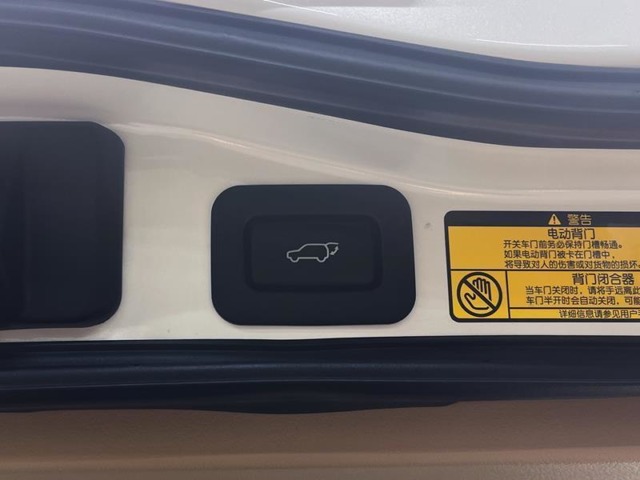 警告
电动背门
开关车门前务必保持门槽畅通。
如果电动背门被卡在门槽中，
将导致对人的伤害或对货物的损坏
背门闭合器
当车门关闭时，请将手远离此
车门半开时会自动关闭，可能
详细信息请参见用户手